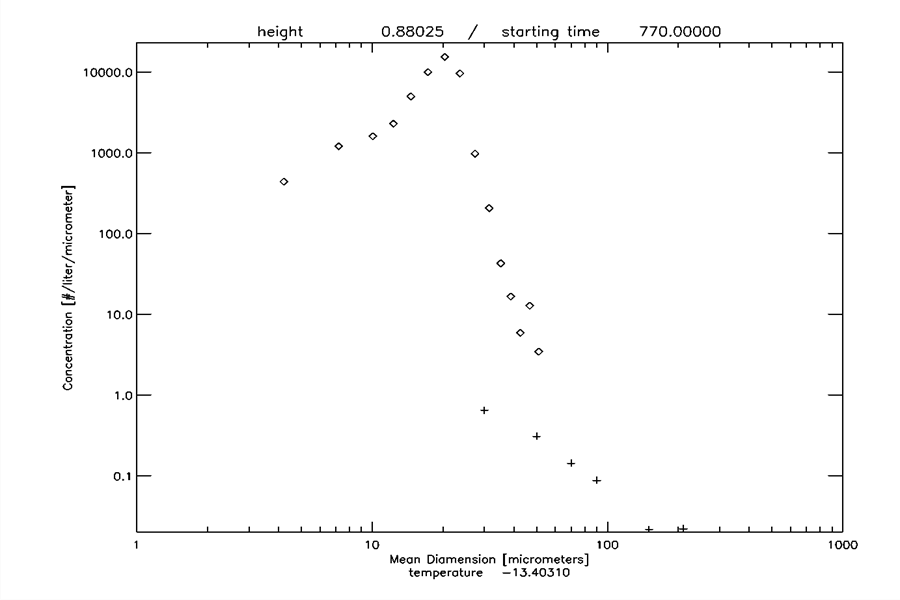 height 0.88025 / starting time 770.00000
10000.0
1000.0
100.0
10.0
1.0
0.1
Concentration [#/liter/micrometer]
1 10 100 1000
Mean Diamension [micrometers]
temperature −13.40310